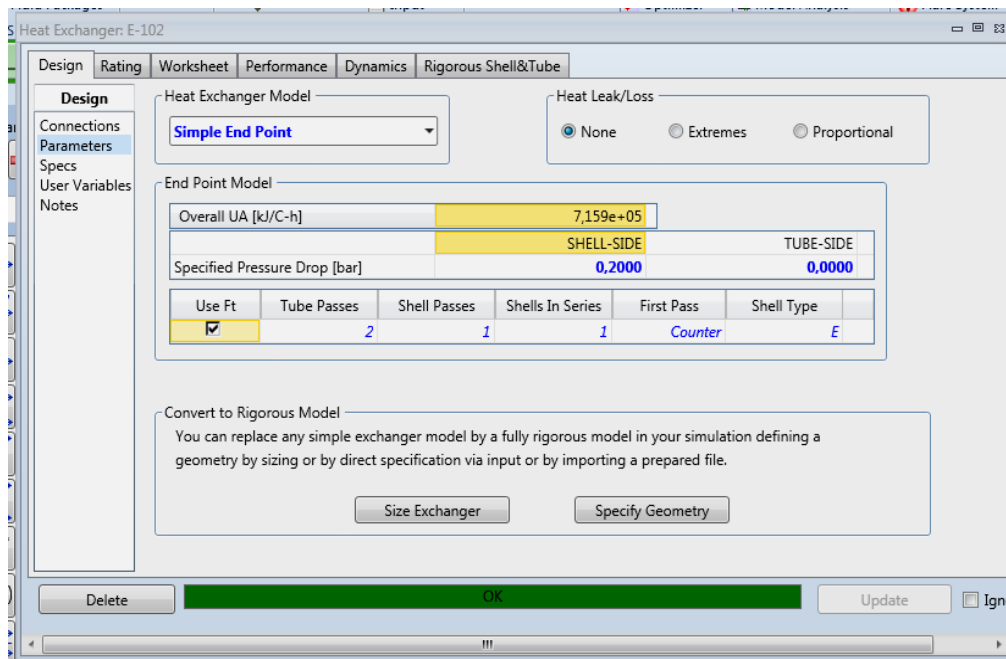 Heat Exchanger: E-102
Design Rating Worksheet Performance Dynamics Rigorous Shell&Tube
Design
Connections
Parameters
Specs
User Variables
Notes
Heat Exchanger Model
Simple End Point
Heat Leak/Loss
None Extremes Proportional
End Point Model
Overall UA [kJ/C-h] 7,159e+05
SHELL-SIDE TUBE-SIDE
Specified Pressure Drop [bar] 0,2000 0,0000
Use Ft Tube Passes Shell Passes Shells In Series First Pass Shell Type
2 1 1 Counter E
Convert to Rigorous Model
You can replace any simple exchanger model by a fully rigorous model in your simulation defining a
geometry by sizing or by direct specification via input or by importing a prepared file.
Size Exchanger Specify Geometry
Delete OK Update Ign